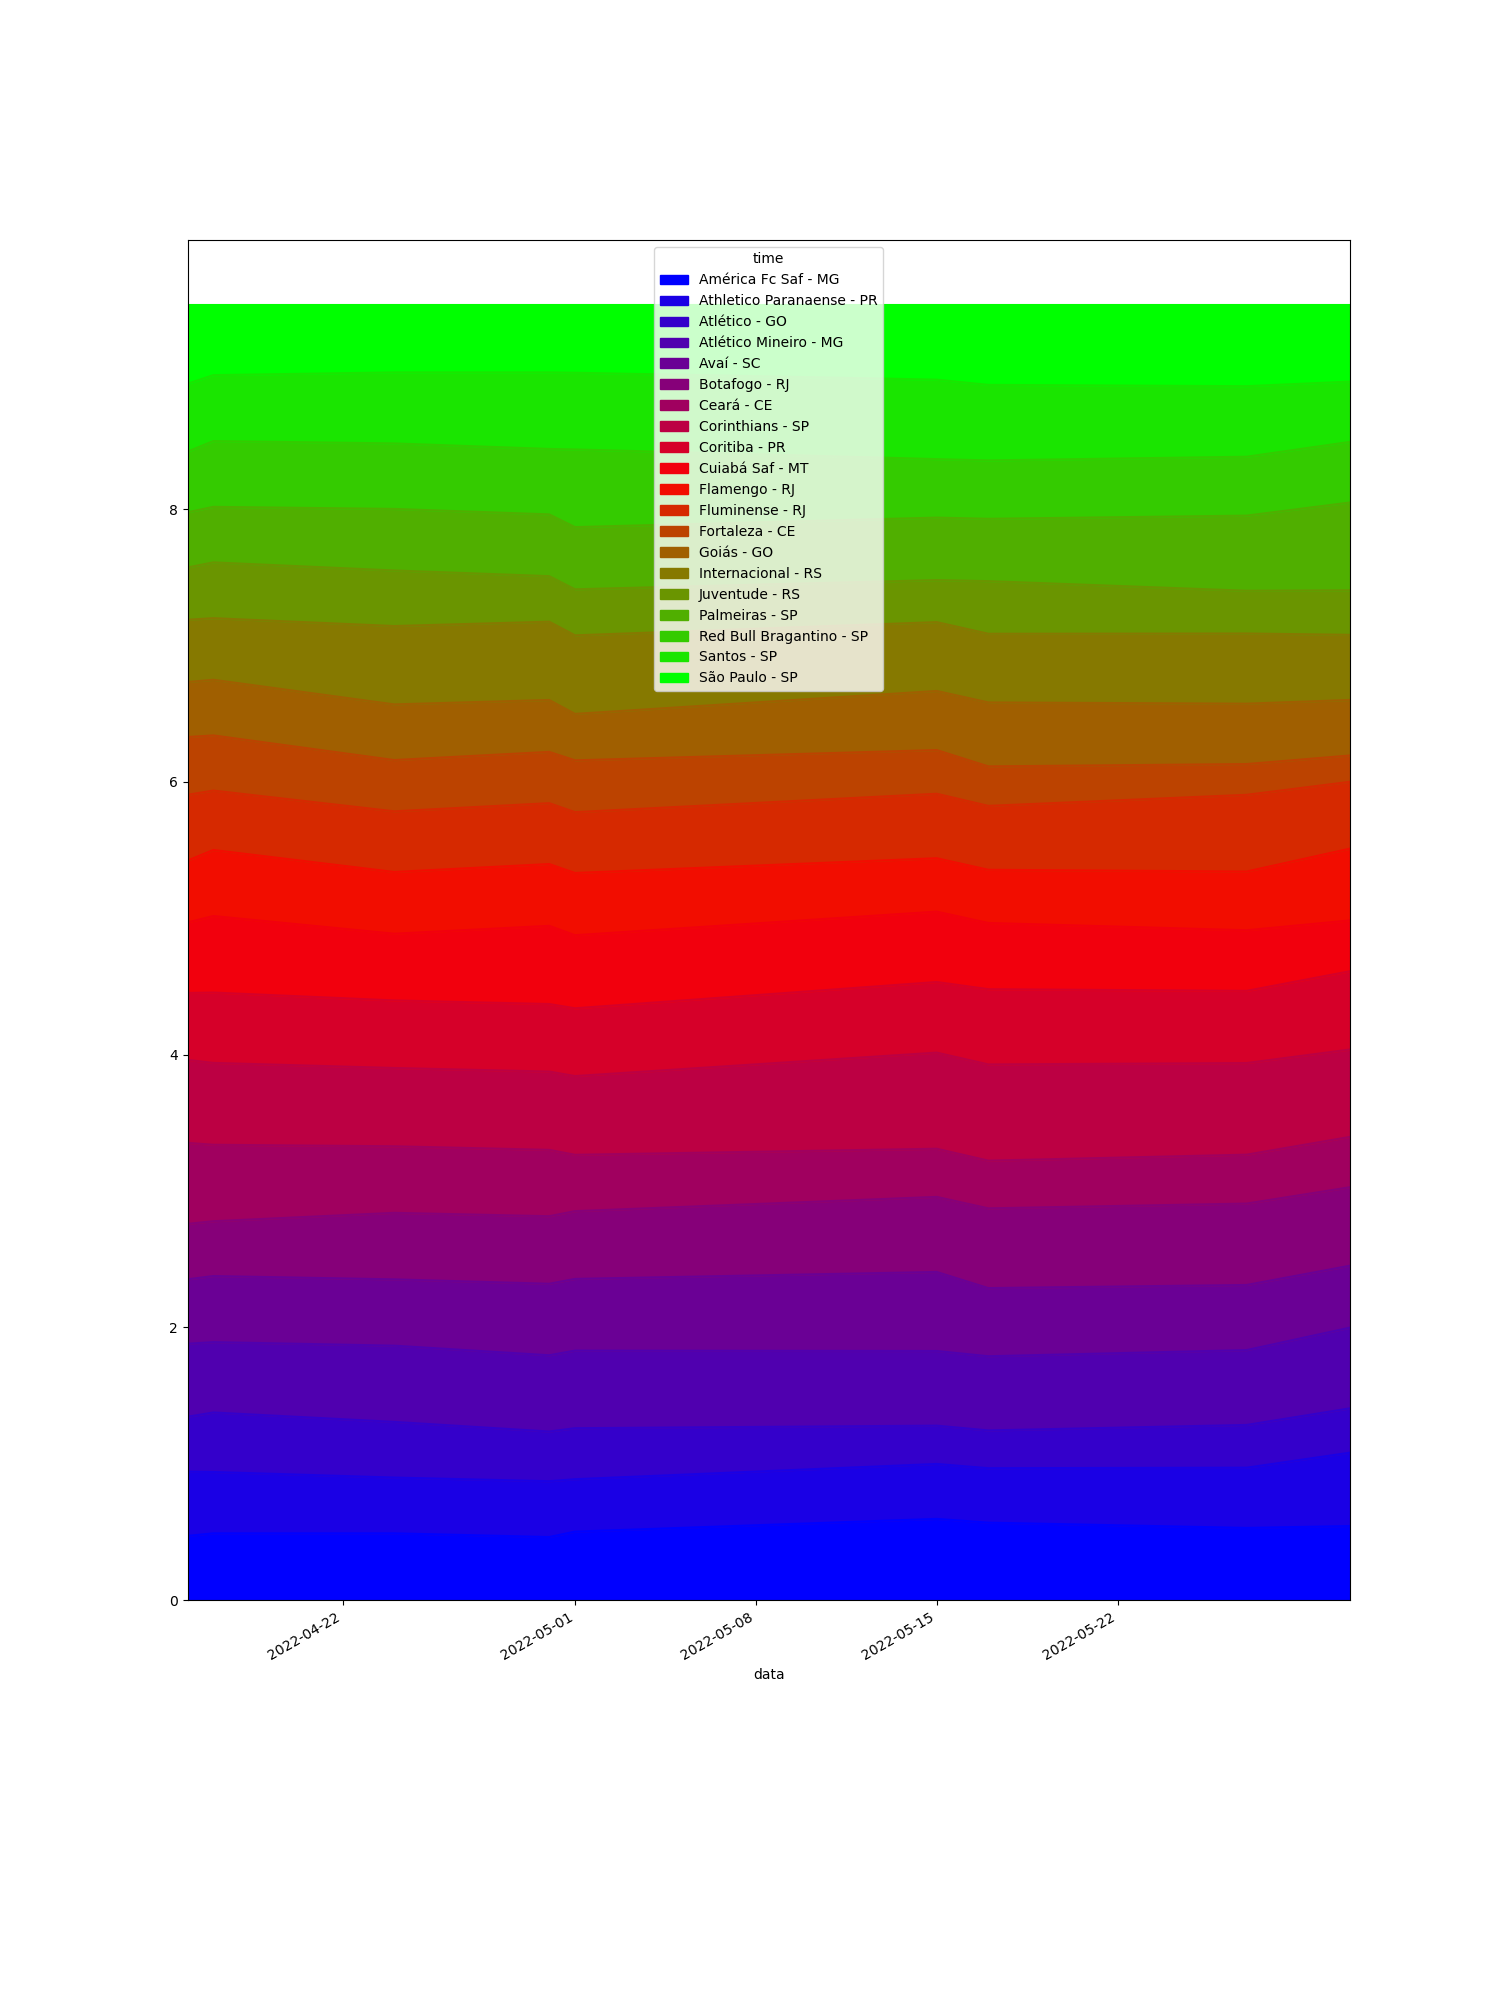 time
América Fc Saf - MG
Athletico Paranaense - PR
Atlético - GO
Atlético Mineiro - MG
Avaí - SC
Botafogo - RJ
Ceará - CE
Corinthians - SP
Coritiba - PR
Cuiabá Saf - MT
Flamengo - RJ
Fluminense - RJ
Fortaleza - CE
Goiás - GO
Internacional - RS
Juventude - RS
Palmeiras - SP
Red Bull Bragantino - SP
Santos - SP
São Paulo - SP
8
6
4
2
0
2022-04-22
2022-05-01
2022-05-08
2022-05-15
2022-05-22
data